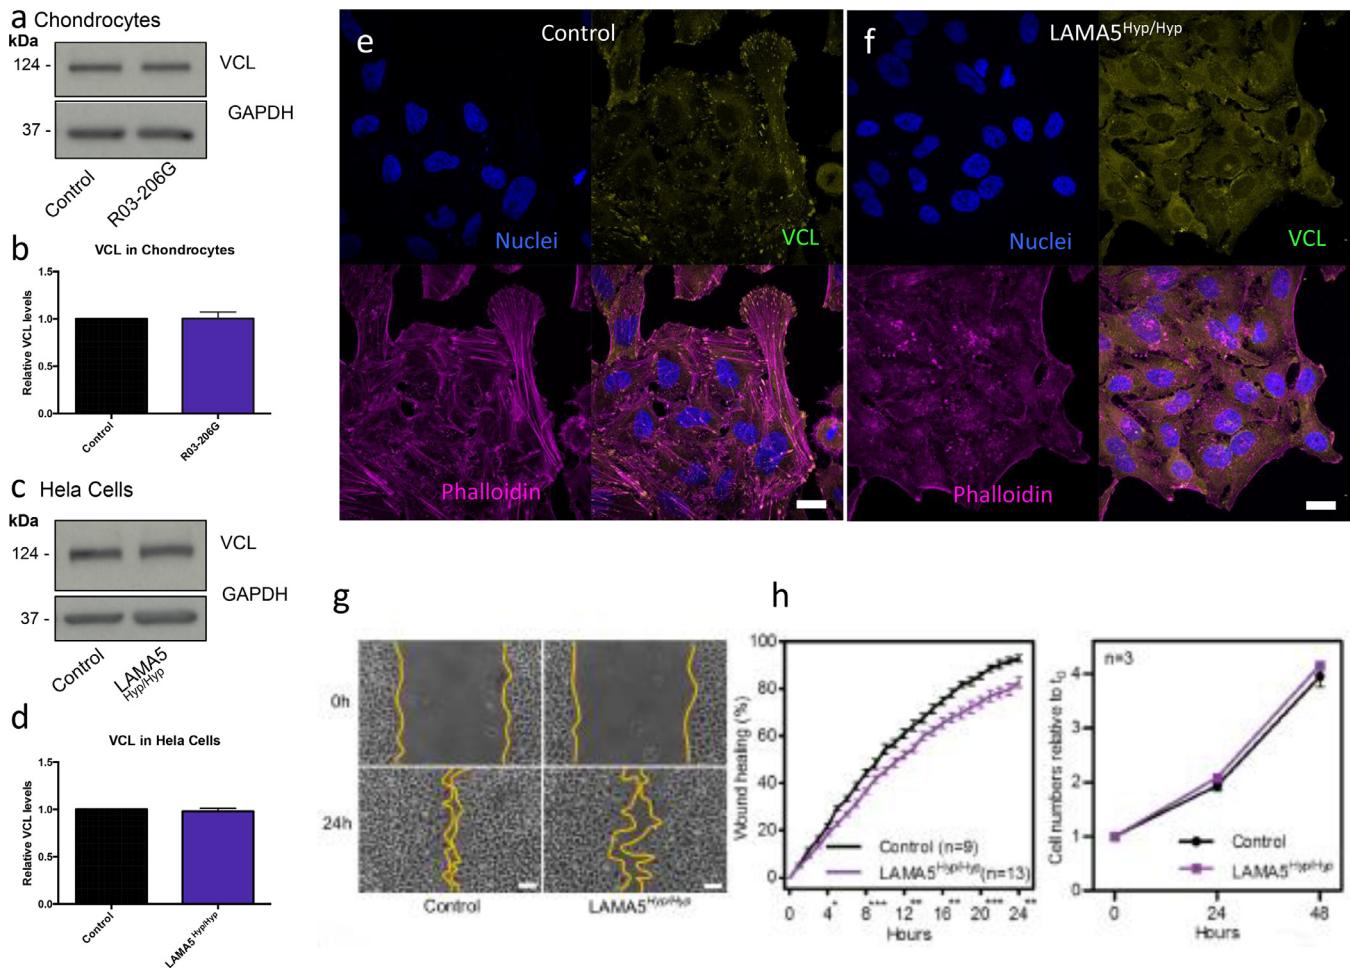 a Chondrocytes
kDa
124 -
VCL
GAPDH
37 -
Control
R03-206G
b
VCL in Chondrocytes
Relative VCL levels
1.5
1.0
0.5
0.0
Control
R03-206G
c Hela Cells
kDa
124 -
VCL
GAPDH
37 -
Control
LAMA5
Hyp/Hyp
d
VCL in Hela Cells
Relative VCL levels
1.5
1.0
0.5
0.0
Control
LAMA5 Hyp/Hyp
e
Control
Nuclei
VCL
Phalloidin
f
LAMA5Hyp/Hyp
Nuclei
VCL
Phalloidin
g
0h
24h
Control
LAMA5Hyp/Hyp
h
Wound healing (%)
100
80
60
40
20
0
Control (n=9)
LAMA5Hyp/Hyp(n=13)
0 4 8 12 16 20 24
* *** ** ** *** **
Hours
n=3
Cell numbers relative to t0
4
3
2
1
0
Control
LAMA5Hyp/Hyp
0 24 48
Hours